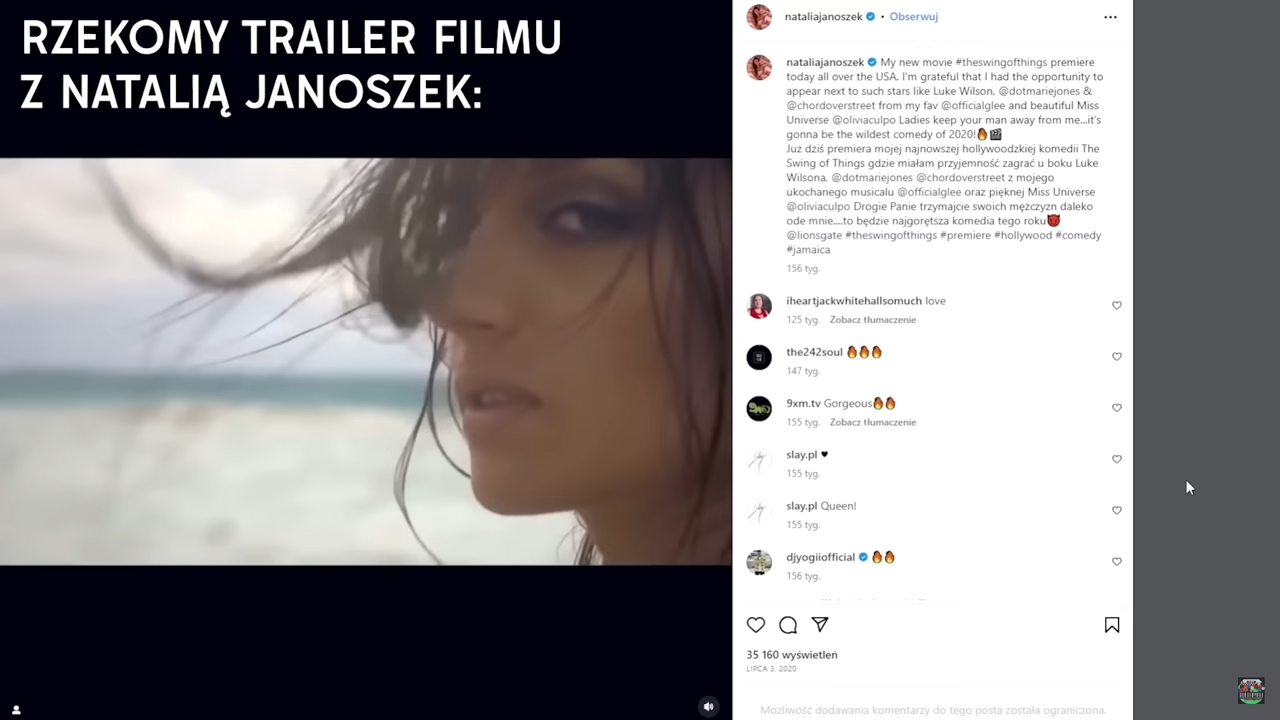 RZEKOMY TRAILER FILMU
Z NATALIĄ JANOSZEK:
nataliajanoszek • Obserwuj
nataliajanoszek My new movie #theswingofthings premiere
today all over the USA. I'm grateful that I had the opportunity to
appear next to such stars like Luke Wilson, @dotmariejones &
@chordoverstreet from my fav @officialglee and beautiful Miss
Universe @oliviaculpo Ladies keep your man away from me...it's
gonna be the wildest comedy of 2020!🔥🎬
Już dziś premiera mojej najnowszej hollywoodzkiej komedii The
Swing of Things gdzie miałam przyjemność zagrać u boku Luke
Wilsona, @dotmariejones @chordoverstreet z mojego
ukochanego musicalu @officialglee oraz pięknej Miss Universe
@oliviaculpo Drogie Panie trzymajcie swoich mężczyzn daleko
ode mnie....to będzie najgorętsza komedia tego roku😈
@lionsgate #theswingofthings #premiere #hollywood #comedy
#jamaica
156 tyg.
iheartjackwhitehallsomuch love
125 tyg. Zobacz tłumaczenie
the242soul 🔥🔥🔥
147 tyg.
9xm.tv Gorgeous🔥🔥
155 tyg. Zobacz tłumaczenie
slay.pl ♥
155 tyg.
slay.pl Queen!
155 tyg.
djyogiiofficial 🔥🔥
156 tyg.
35 160 wyświetleń
LIPCA 3, 2020
Możliwość dodawania komentarzy do tego posta została ograniczona.